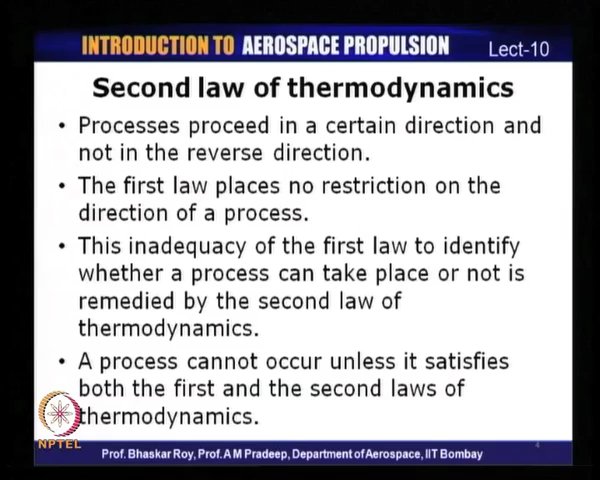 INTRODUCTION TO AEROSPACE PROPULSION Lect-10
Second law of thermodynamics
• Processes proceed in a certain direction and
not in the reverse direction.
• The first law places no restriction on the
direction of a process.
• This inadequacy of the first law to identify
whether a process can take place or not is
remedied by the second law of
thermodynamics.
• A process cannot occur unless it satisfies
both the first and the second laws of
thermodynamics.
NPTEL
4
Prof. Bhaskar Roy, Prof. A M Pradeep, Department of Aerospace, IIT Bombay